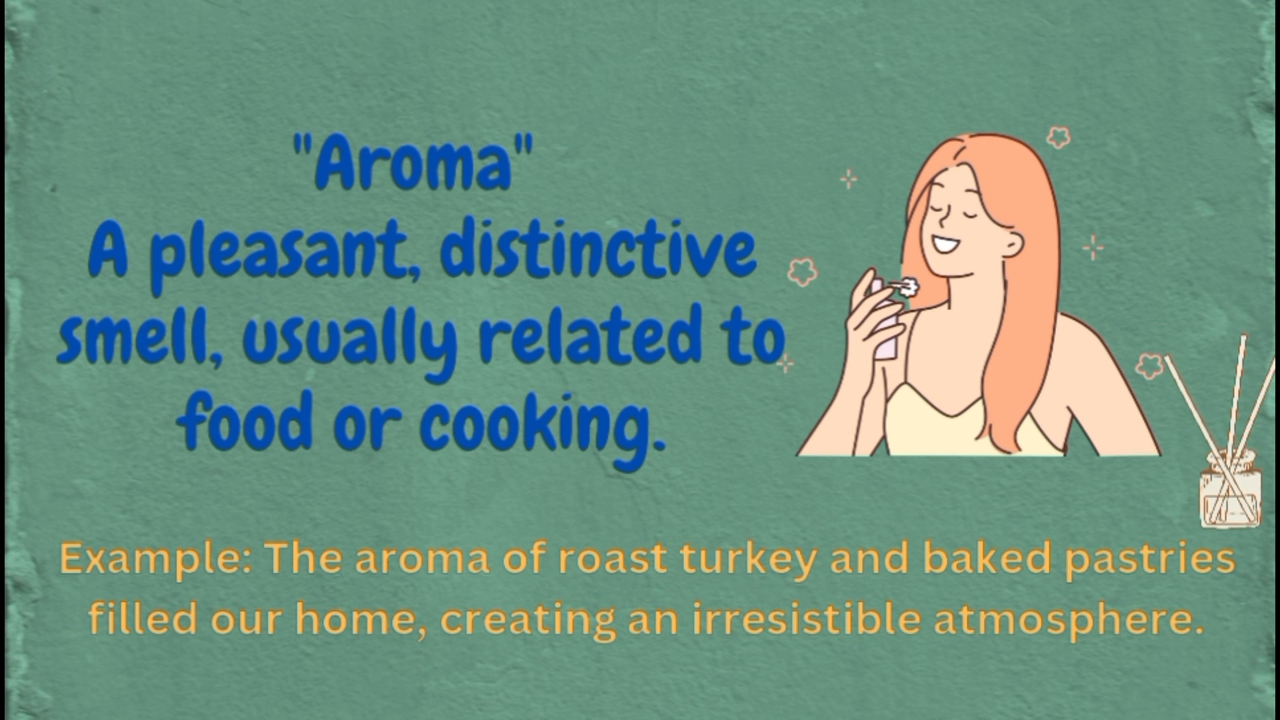 "Aroma"
A pleasant, distinctive
smell, usually related to
food or cooking.
Example: The aroma of roast turkey and baked pastries
filled our home, creating an irresistible atmosphere.